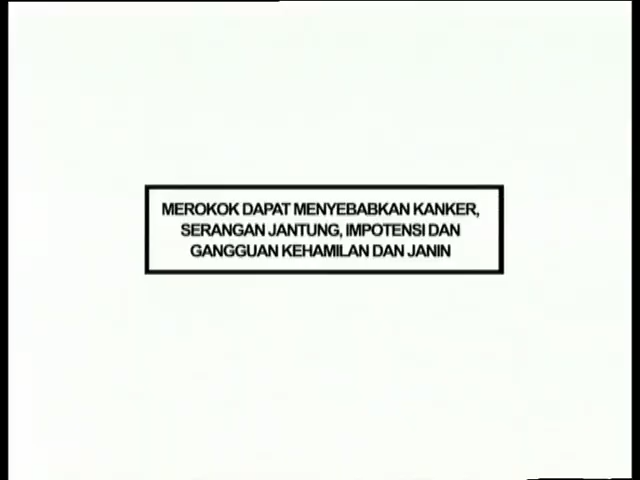 MEROKOK DAPAT MENYEBABKAN KANKER,
SERANGAN JANTUNG, IMPOTENSI DAN
GANGGUAN KEHAMILAN DAN JANIN